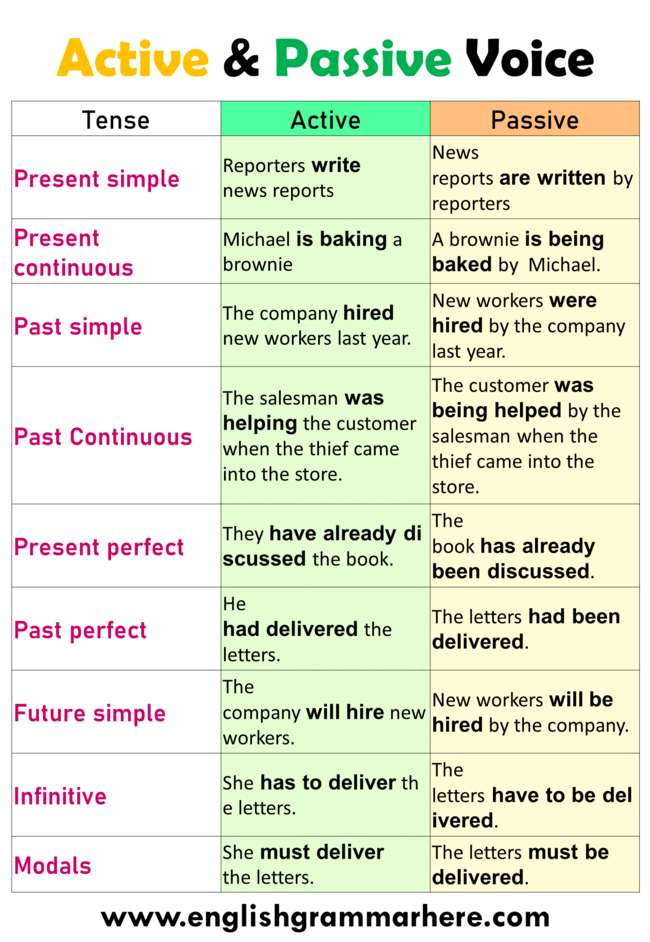 Active & Passive Voice
Tense
Active
Passive
Present simple
Reporters write
news reports
News
reports are written by
reporters
Present
continuous
Michael is baking a
brownie
A brownie is being
baked by Michael.
Past simple
The company hired
new workers last year.
New workers were
hired by the company
last year.
Past Continuous
The salesman was
helping the customer
when the thief came
into the store.
The customer was
being helped by the
salesman when the
thief came into the
store.
Present perfect
They have already di
scussed the book.
The
book has already
been discussed.
Past perfect
He
had delivered the
letters.
The letters had been
delivered.
Future simple
The
company will hire new
workers.
New workers will be
hired by the company.
Infinitive
She has to deliver th
e letters.
The
letters have to be del
ivered.
Modals
She must deliver
the letters.
The letters must be
delivered.
www.englishgrammarhere.com